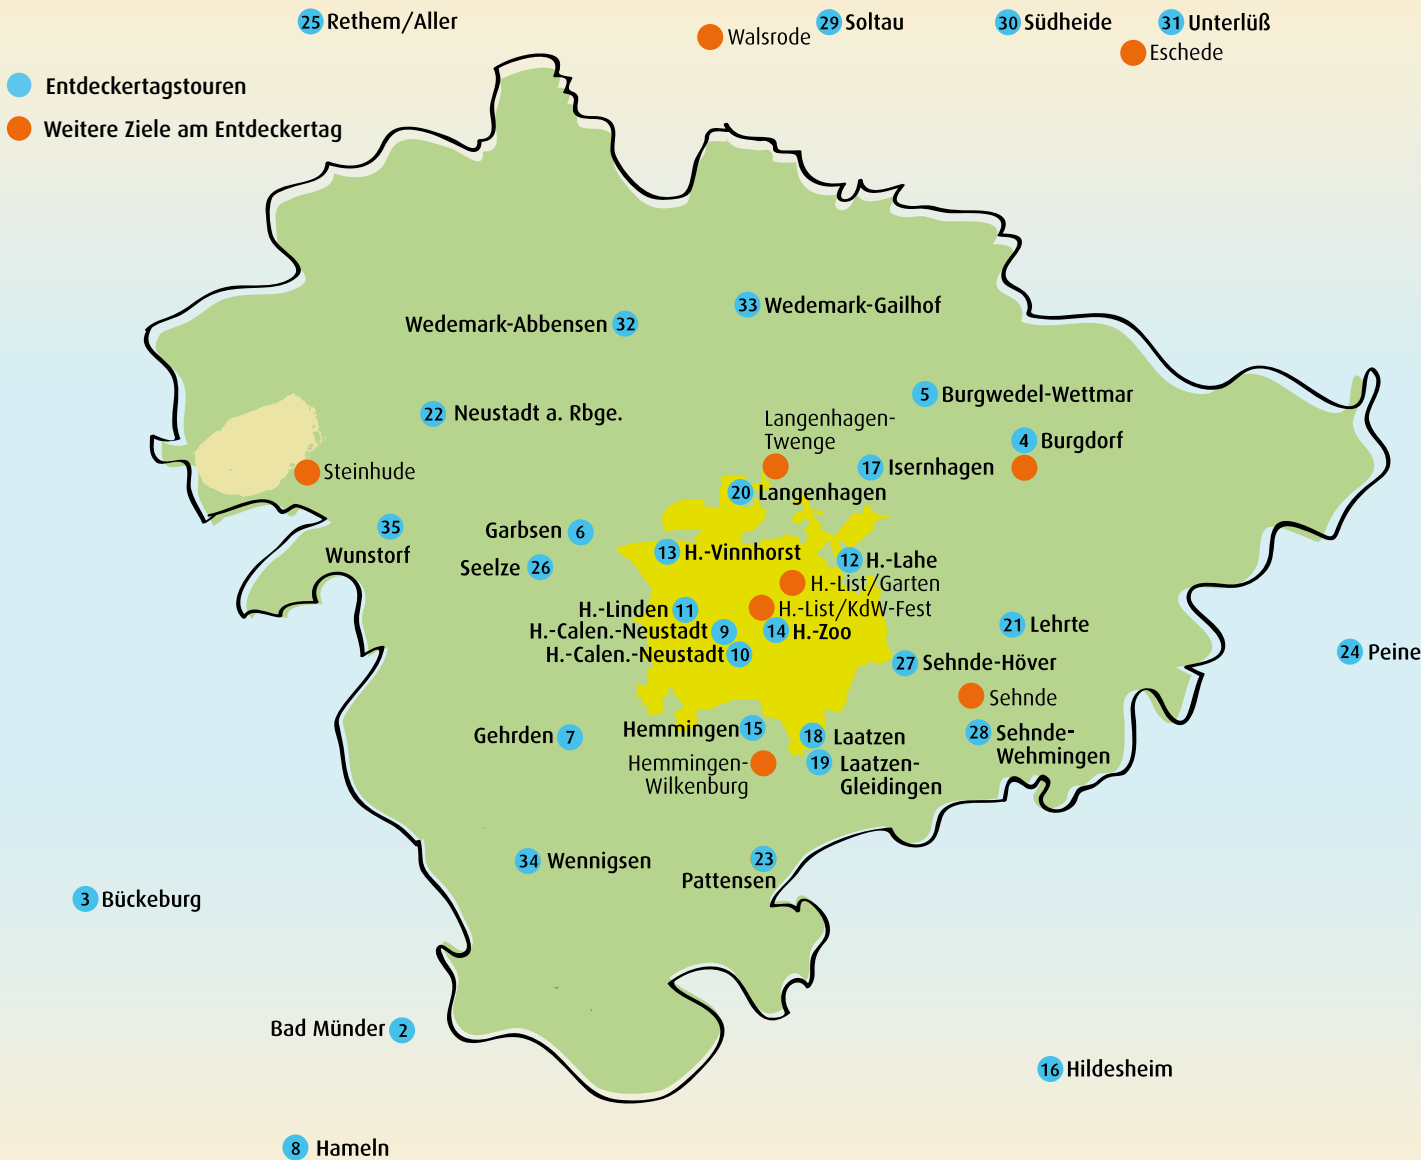 25 Rethem/Aller
Walsrode
29 Soltau
30 Südheide
31 Unterlüß
Eschede
Entdeckertagstouren
Weitere Ziele am Entdeckertag
33 Wedemark-Gailhof
Wedemark-Abbensen 32
5 Burgwedel-Wettmar
22 Neustadt a. Rbge.
Langenhagen-
Twenge
4 Burgdorf
17 Isernhagen
Steinhude
20 Langenhagen
35
Wunstorf
Garbsen 6
Seelze 26
13 H.-Vinnhorst
12 H.-Lahe
H.-List/Garten
H.-Linden 11
H.-List/KdW-Fest
H.-Calen.-Neustadt 9
14 H.-Zoo
21 Lehrte
H.-Calen.-Neustadt 10
27 Sehnde-Höver
24 Peine
Sehnde
Gehrden 7
Hemmingen 15
18 Laatzen
28 Sehnde-
Wehmingen
Hemmingen-
Wilkenburg
19 Laatzen-
Gleidingen
34 Wennigsen
23
Pattensen
3 Bückeburg
Bad Münder 2
16 Hildesheim
8 Hameln